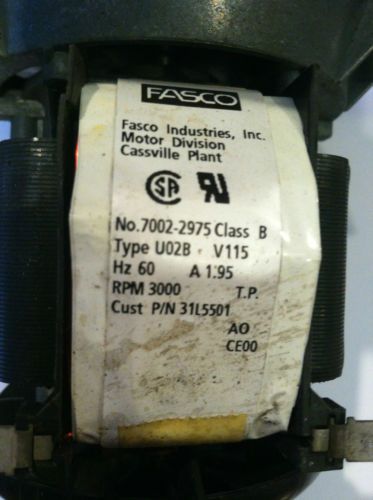 FASCO
Fasco Industries, Inc.
Motor Division
Cassville Plant
No.7002-2975 Class B
Type U02B V115
Hz 60 A 1.95
RPM 3000 T.P.
Cust P/N 31L5501
AO
CE00